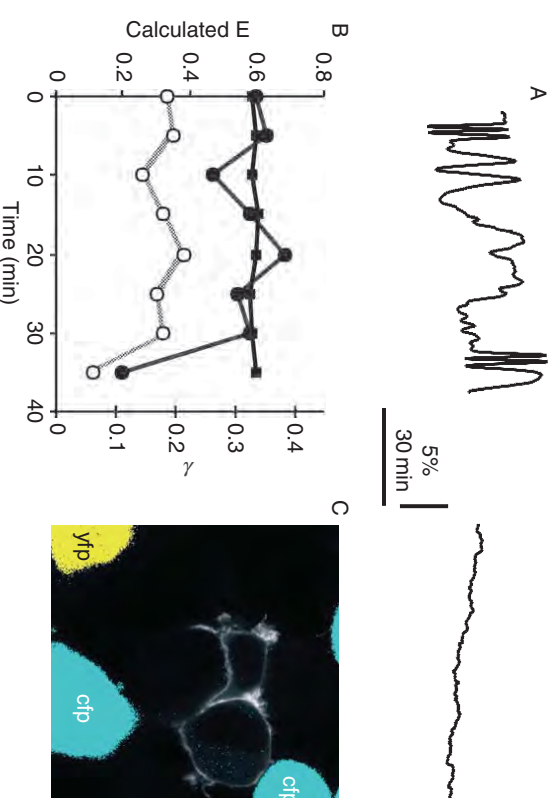 A
5%
30 min
B
Calculated E
0.8
0.6
0.4
0.2
0
0 10 20 30 40
Time (min)
0.4
0.3
0.2
0.1
0
γ
C
yfp
cfp
cfp